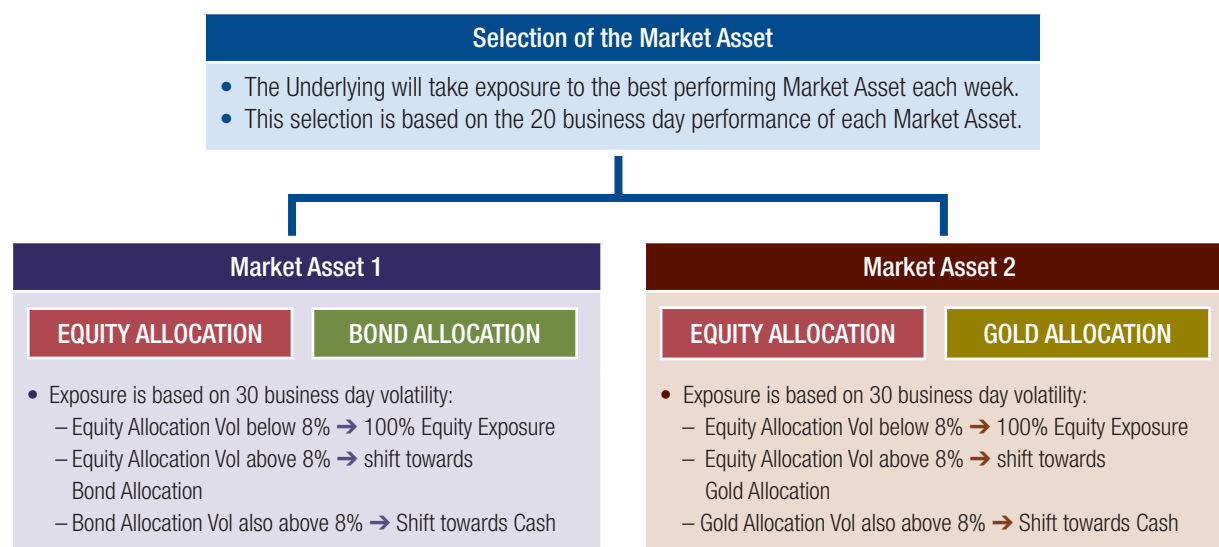 Selection of the Market Asset
• The Underlying will take exposure to the best performing Market Asset each week.
• This selection is based on the 20 business day performance of each Market Asset.
Market Asset 1
EQUITY ALLOCATION
BOND ALLOCATION
• Exposure is based on 30 business day volatility:
– Equity Allocation Vol below 8% ➔ 100% Equity Exposure
– Equity Allocation Vol above 8% ➔ shift towards
Bond Allocation
– Bond Allocation Vol also above 8% ➔ Shift towards Cash
Market Asset 2
EQUITY ALLOCATION
GOLD ALLOCATION
• Exposure is based on 30 business day volatility:
– Equity Allocation Vol below 8% ➔ 100% Equity Exposure
– Equity Allocation Vol above 8% ➔ shift towards
Gold Allocation
– Gold Allocation Vol also above 8% ➔ Shift towards Cash